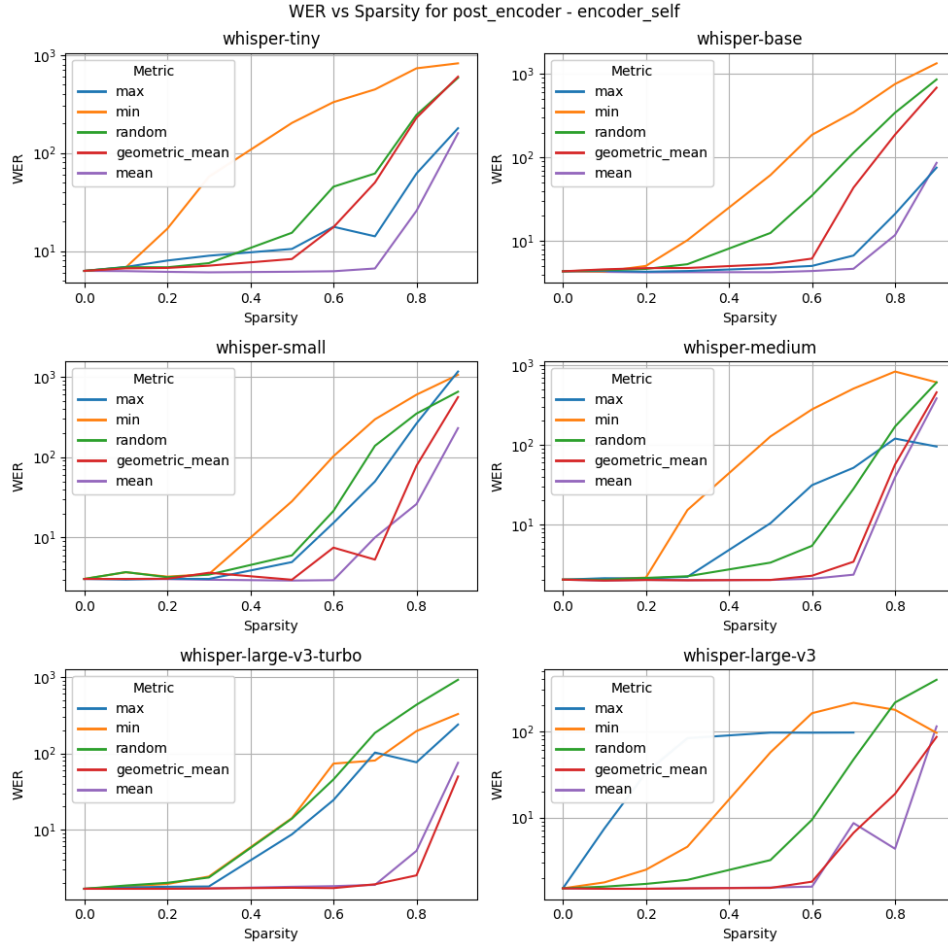 WER vs Sparsity for post_encoder - encoder_self
whisper-tiny
10³
10²
10¹
WER
Metric
max
min
random
geometric_mean
mean
0.0 0.2 0.4 0.6 0.8
Sparsity
whisper-base
10³
10²
10¹
WER
Metric
max
min
random
geometric_mean
mean
0.0 0.2 0.4 0.6 0.8
Sparsity
whisper-small
10³
10²
10¹
WER
Metric
max
min
random
geometric_mean
mean
0.0 0.2 0.4 0.6 0.8
Sparsity
whisper-medium
10³
10²
10¹
WER
Metric
max
min
random
geometric_mean
mean
0.0 0.2 0.4 0.6 0.8
Sparsity
whisper-large-v3-turbo
10³
10²
10¹
WER
Metric
max
min
random
geometric_mean
mean
0.0 0.2 0.4 0.6 0.8
Sparsity
whisper-large-v3
10²
10¹
WER
Metric
max
min
random
geometric_mean
mean
0.0 0.2 0.4 0.6 0.8
Sparsity